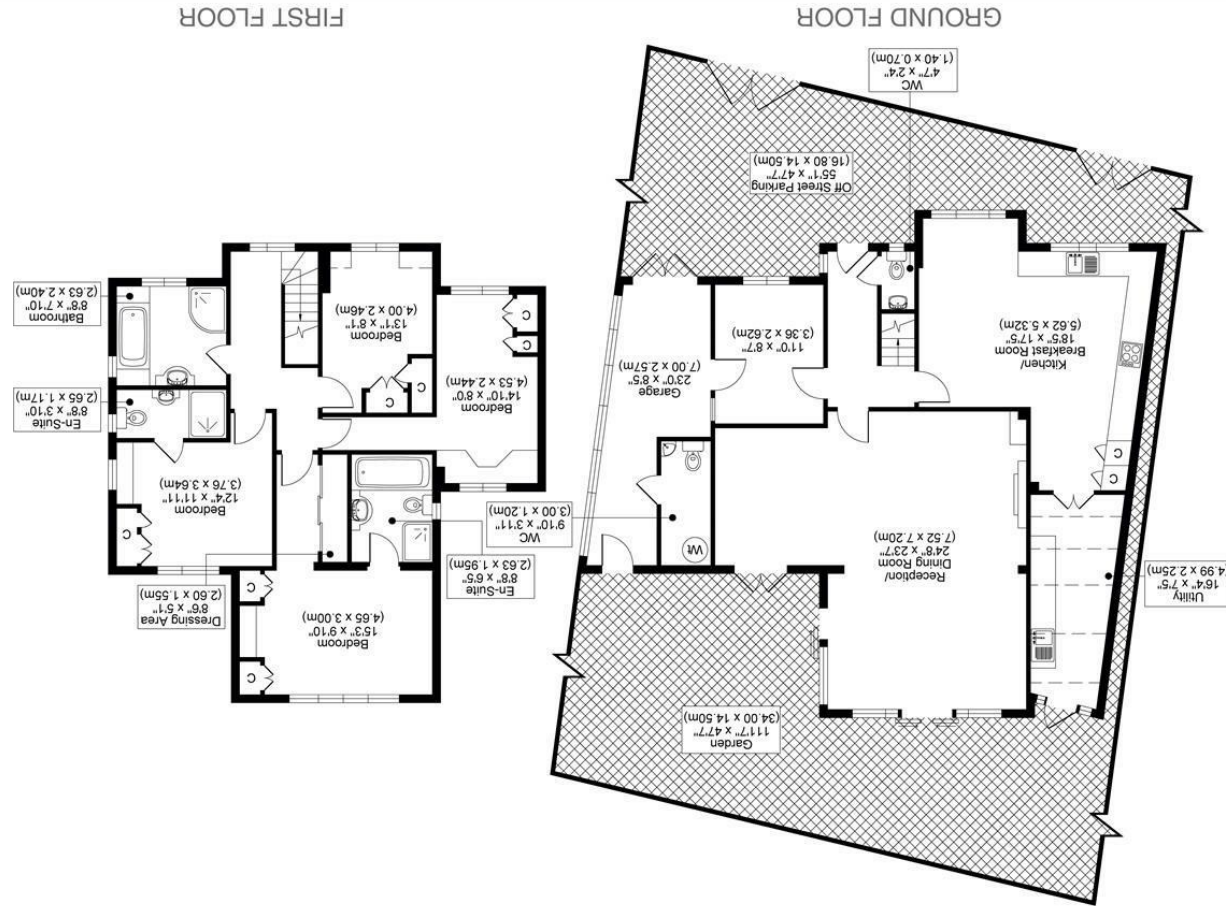 Garden
111'7" x 47'7"
(34.00 x 14.50m)
Utility
16'4" x 7'5"
(4.99 x 2.25m)
Reception/
Dining Room
24'8" x 23'7"
(7.52 x 7.20m)
Wt
WC
9'10" x 3'11"
(3.00 x 1.20m)
C
C
Kitchen/
Breakfast Room
18'5" x 17'5"
(5.62 x 5.32m)
11'0" x 8'7"
(3.36 x 2.62m)
Garage
23'0" x 8'5"
(7.00 x 2.57m)
Off Street Parking
55'1" x 47'7"
(16.80 x 14.50m)
WC
4'7" x 2'4"
(1.40 x 0.70m)
GROUND FLOOR
C
Bedroom
15'3" x 9'10"
(4.65 x 3.00m)
C
Dressing Area
8'6" x 5'1"
(2.60 x 1.55m)
En-Suite
8'8" x 6'5"
(2.63 x 1.95m)
C
Bedroom
12'4" x 11'11"
(3.76 x 3.64m)
En-Suite
8'8" x 3'10"
(2.65 x 1.17m)
Bedroom
14'10" x 8'0"
(4.53 x 2.44m)
C
C
C
C
Bedroom
13'1" x 8'1"
(4.00 x 2.46m)
Bathroom
8'8" x 7'10"
(2.63 x 2.40m)
FIRST FLOOR